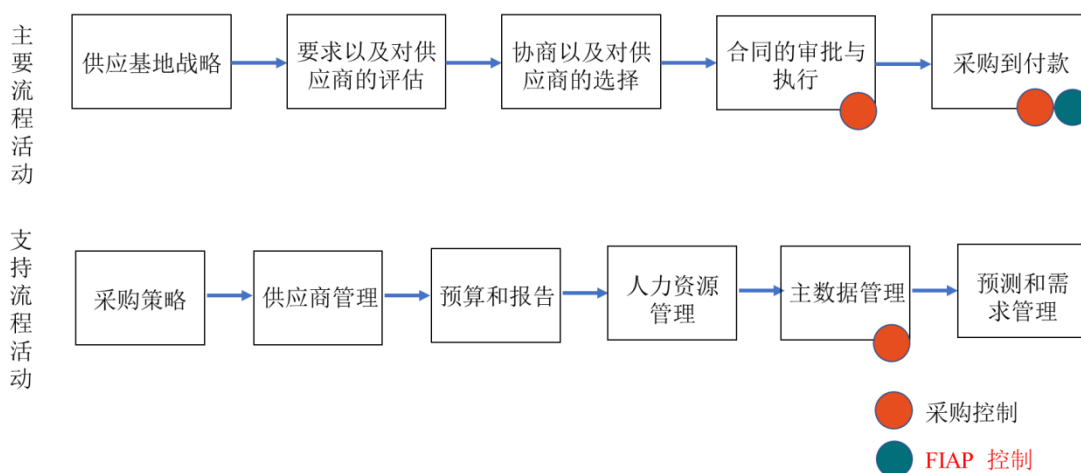 主要流程活动
供应基地战略
要求以及对供
应商的评估
协商以及对供
应商的选择
合同的审批与
执行
采购到付款
支持流程活动
采购策略
供应商管理
预算和报告
人力资源
管理
主数据管理
预测和需
求管理
采购控制
FIAP 控制